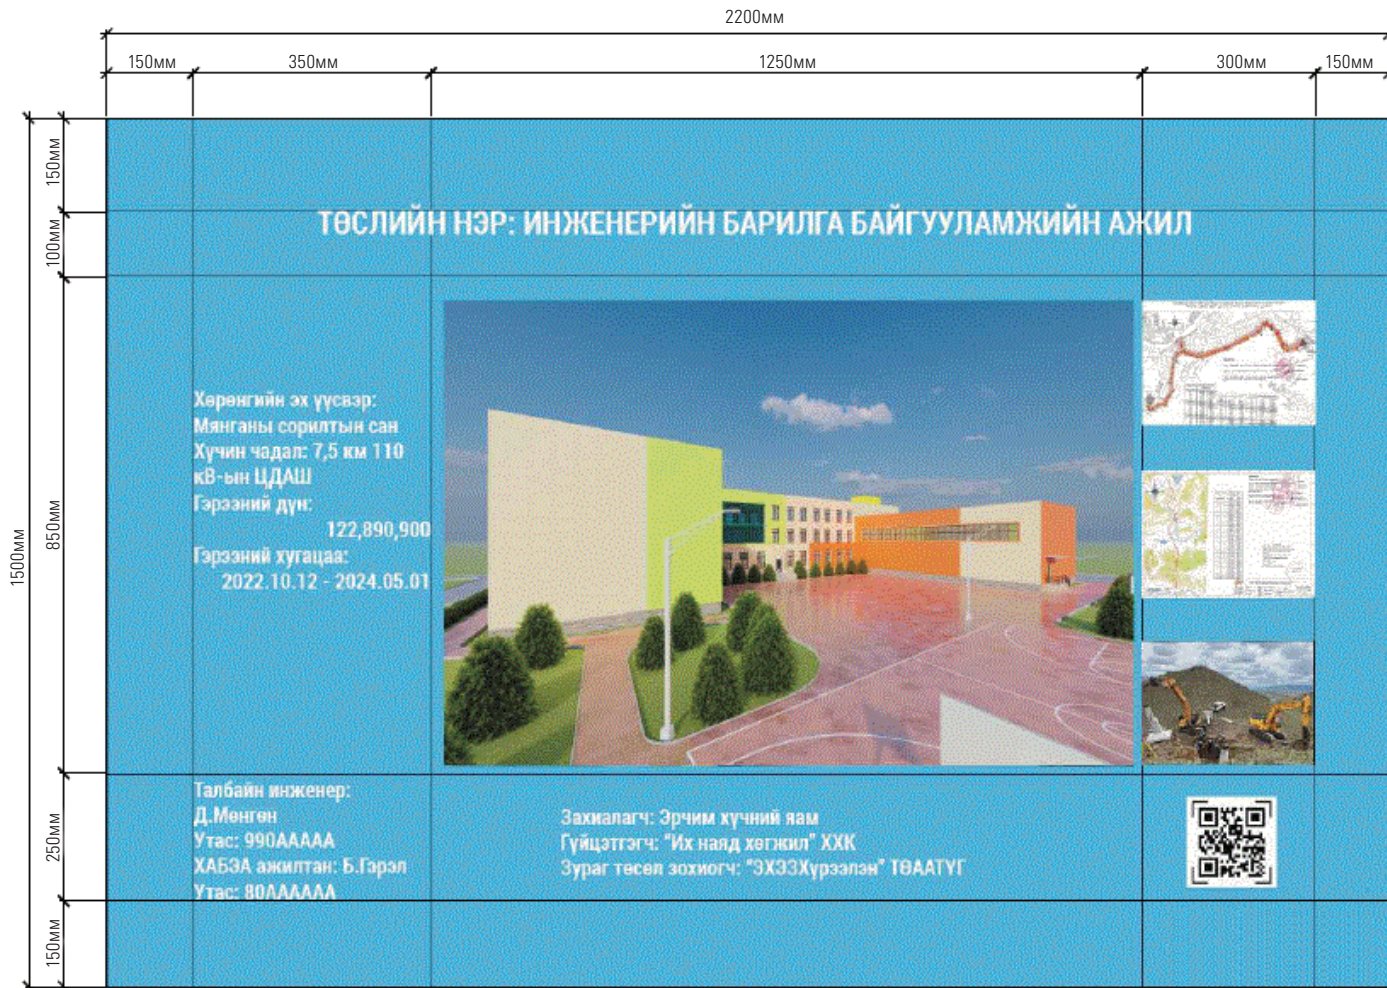 2200мм
150мм 350мм 1250мм 300мм 150мм
1500мм
150мм
100мм
850мм
250мм
150мм
ТӨСЛИЙН НЭР: ИНЖЕНЕРИЙН БАРИЛГА БАЙГУУЛАМЖИЙН АЖИЛ
Хөрөнгийн эх үүсвэр:
Мянганы сорилтын сан
Хүчин чадал: 7,5 км 110
кВ-ын ЦДАШ
Гэрээний дүн:
122,890,900
Гэрээний хугацаа:
2022.10.12 - 2024.05.01
Талбайн инженер:
Д.Мөнгөн
Утас: 990ААААА
ХАБЭА ажилтан: Б.Гэрэл
Утас: 80АААААА
Захиалагч: Эрчим хүчний яам
Гүйцэтгэгч: "Их наяд хөгжил" ХХК
Зураг төсөл зохиогч: "ЭХЭЗХүрээлэн" ТӨААТҮГ